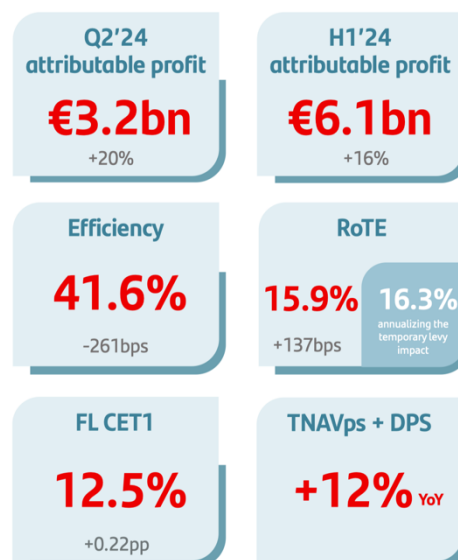 Q2'24
attributable profit
€3.2bn
+20%
H1'24
attributable profit
€6.1bn
+16%
Efficiency
41.6%
-261bps
RoTE
15.9%
+137bps
16.3%
annualizing the
temporary levy
impact
FL CET1
12.5%
+0.22pp
TNAVps + DPS
+12% YoY